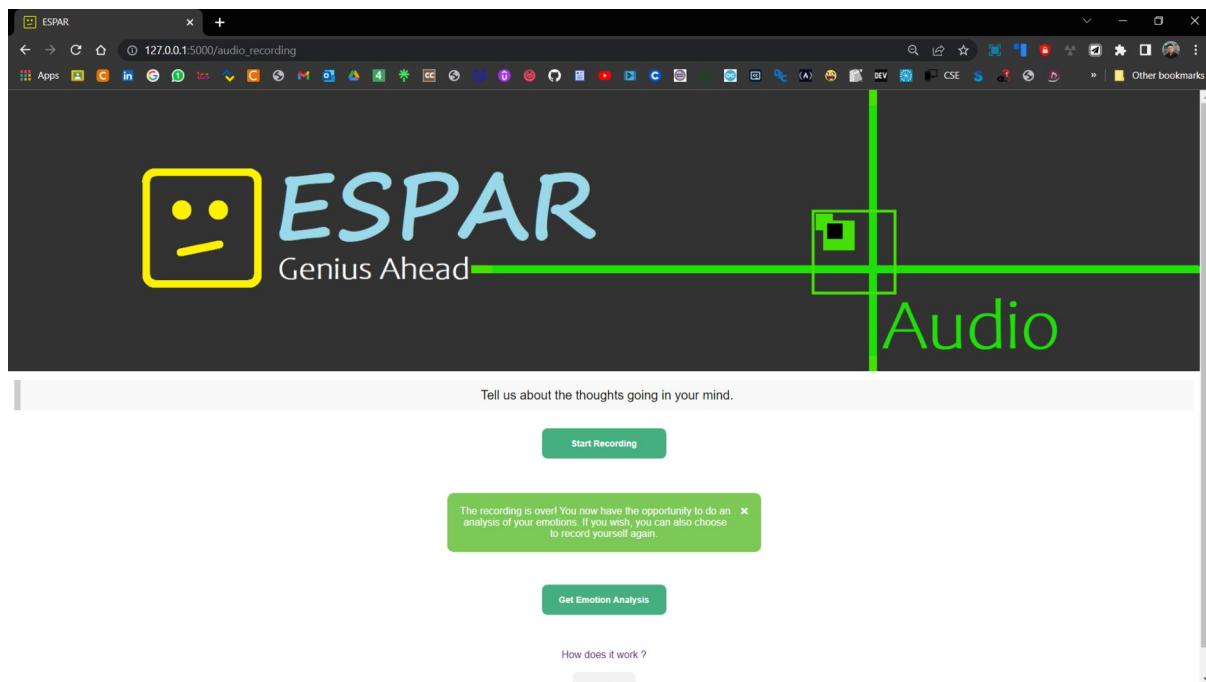 ESPAR
127.0.0.1:5000/audio_recording
Apps
CSE
Other bookmarks
ESPAR
Genius Ahead
Audio
Tell us about the thoughts going in your mind.
Start Recording
The recording is over! You now have the opportunity to do an
analysis of your emotions. If you wish, you can also choose
to record yourself again.
Get Emotion Analysis
How does it work ?